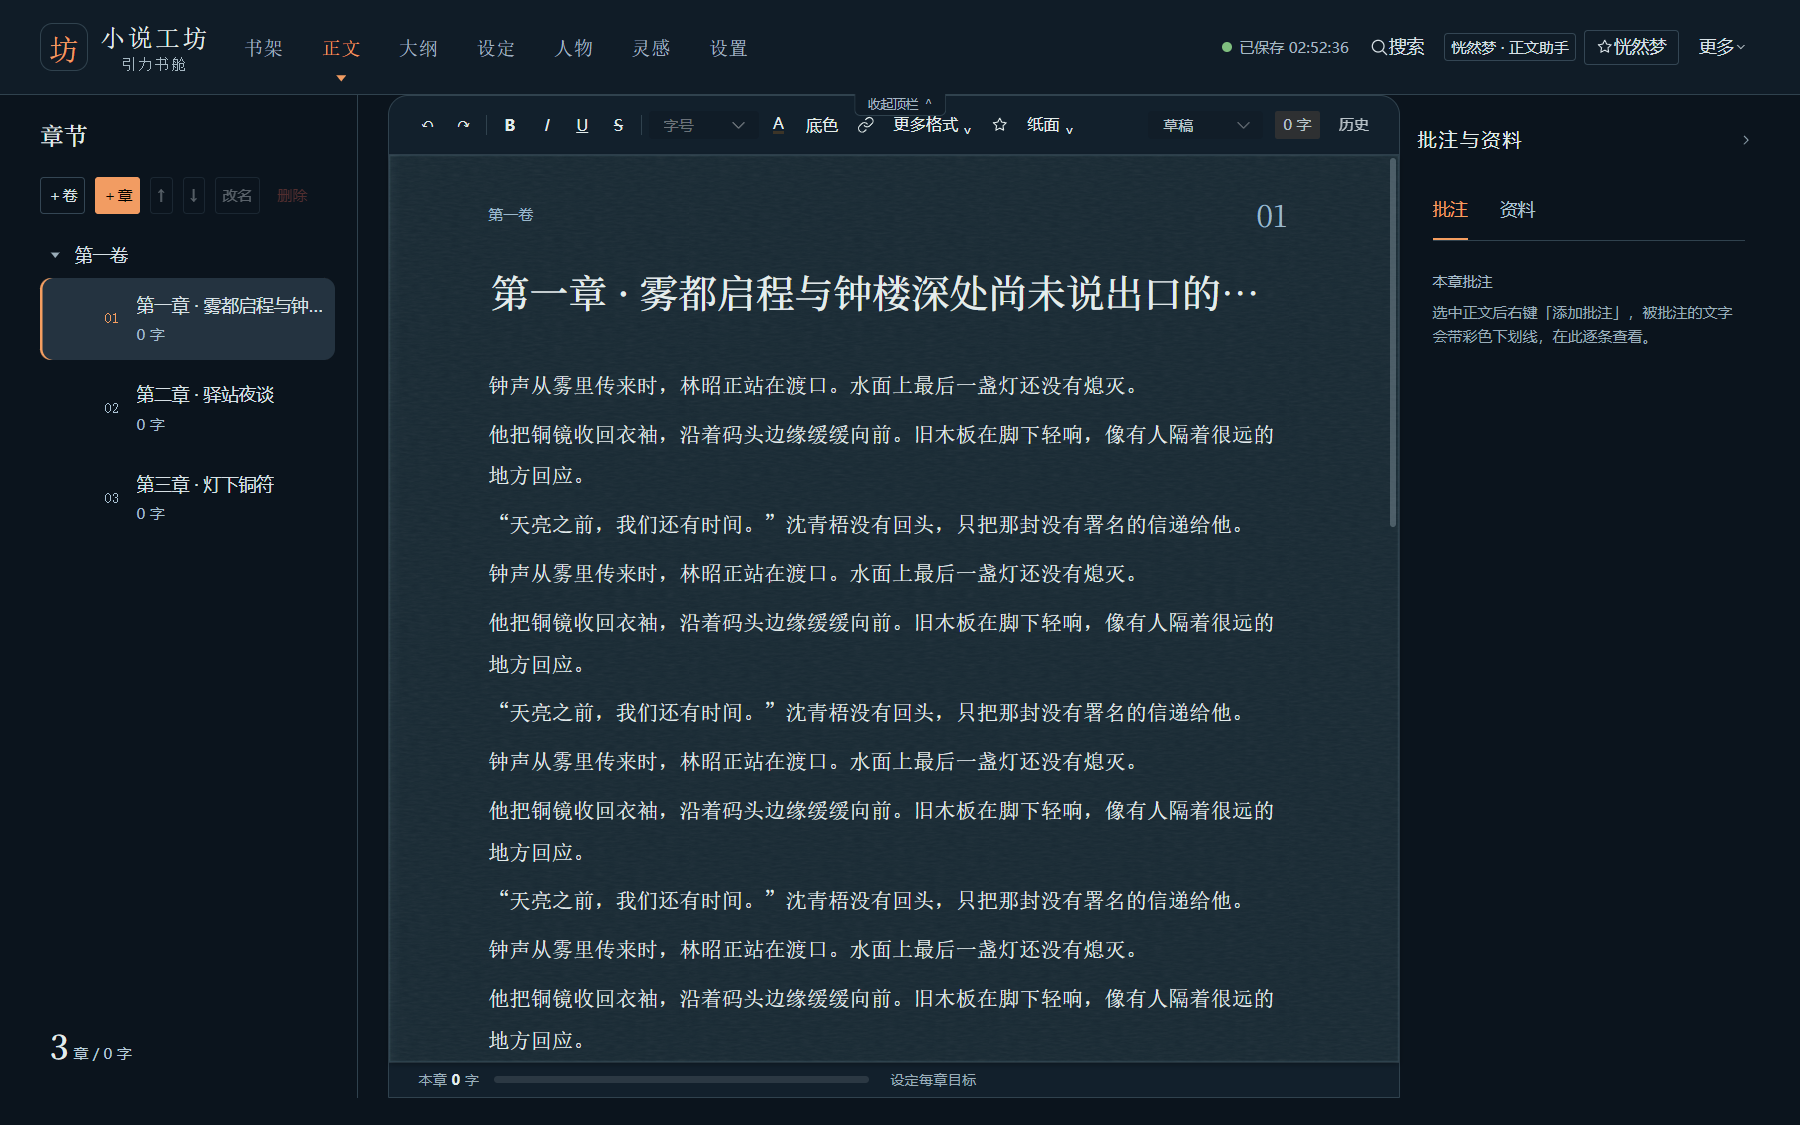 坊
小说工坊
引力书舱
书架 正文 大纲 设定 人物 灵感 设置
已保存 02:52:36 搜索 恍然梦 · 正文助手 恍然梦 更多
章节
+卷 +章 ↑ ↓ 改名 删除
第一卷
01 第一章 · 雾都启程与钟...
0 字
02 第二章 · 驿站夜谈
0 字
03 第三章 · 灯下铜符
0 字
3 章 / 0 字
收起顶栏 ^
B I U S 字号 A 底色 更多格式 纸面 草稿 0 字 历史
第一卷 01
第一章 · 雾都启程与钟楼深处尚未说出口的…
钟声从雾里传来时，林昭正站在渡口。水面上最后一盏灯还没有熄灭。
他把铜镜收回衣袖，沿着码头边缘缓缓向前。旧木板在脚下轻响，像有人隔着很远的
地方回应。
“天亮之前，我们还有时间。”沈青梧没有回头，只把那封没有署名的信递给他。
钟声从雾里传来时，林昭正站在渡口。水面上最后一盏灯还没有熄灭。
他把铜镜收回衣袖，沿着码头边缘缓缓向前。旧木板在脚下轻响，像有人隔着很远的
地方回应。
“天亮之前，我们还有时间。”沈青梧没有回头，只把那封没有署名的信递给他。
钟声从雾里传来时，林昭正站在渡口。水面上最后一盏灯还没有熄灭。
他把铜镜收回衣袖，沿着码头边缘缓缓向前。旧木板在脚下轻响，像有人隔着很远的
地方回应。
“天亮之前，我们还有时间。”沈青梧没有回头，只把那封没有署名的信递给他。
钟声从雾里传来时，林昭正站在渡口。水面上最后一盏灯还没有熄灭。
他把铜镜收回衣袖，沿着码头边缘缓缓向前。旧木板在脚下轻响，像有人隔着很远的
地方回应。
本章 0 字 设定每章目标
批注与资料
批注 资料
本章批注
选中正文后右键「添加批注」，被批注的文字
会带彩色下划线，在此逐条查看。